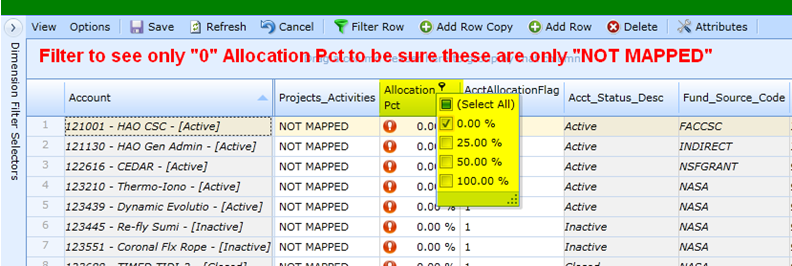 View Options Save Refresh Cancel Filter Row Add Row Copy Add Row Delete Attributes
Filter to see only "0" Allocation Pct to be sure these are only "NOT MAPPED"
Dimension Filter Selectors
Account Projects_Activities Allocation Pct AcctAllocationFlag Acct_Status_Desc Fund_Source_Code
(Select All)
0.00 %
25.00 %
50.00 %
100.00 %
1 121001 - HAO CSC - [Active] NOT MAPPED 0.00 Active FACCSC
2 121130 - HAO Gen Admin - [Active] NOT MAPPED 0.00 Active INDIRECT
3 122616 - CEDAR - [Active] NOT MAPPED 0.00 Active NSFGRANT
4 123210 - Thermo-Iono - [Active] NOT MAPPED 0.00 Active NASA
5 123439 - Dynamic Evolutio - [Active] NOT MAPPED 0.00 % 1 Active NASA
6 123445 - Re-fly Sumi - [Inactive] NOT MAPPED 0.00 % 1 Inactive NASA
7 123551 - Coronal Flx Rope - [Inactive] NOT MAPPED 0.00 % 1 Inactive NASA
8 NOT MAPPED 0.00 % 1 Closed NASA